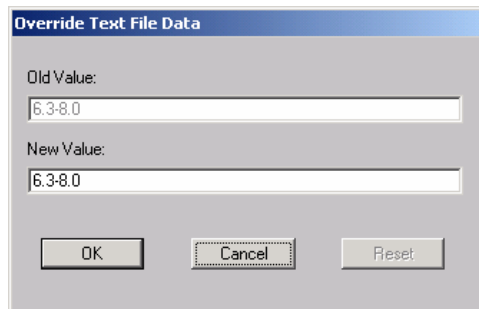 Override Text File Data
Old Value:
6.3-8.0
New Value:
6.3-8.0
OK Cancel Reset